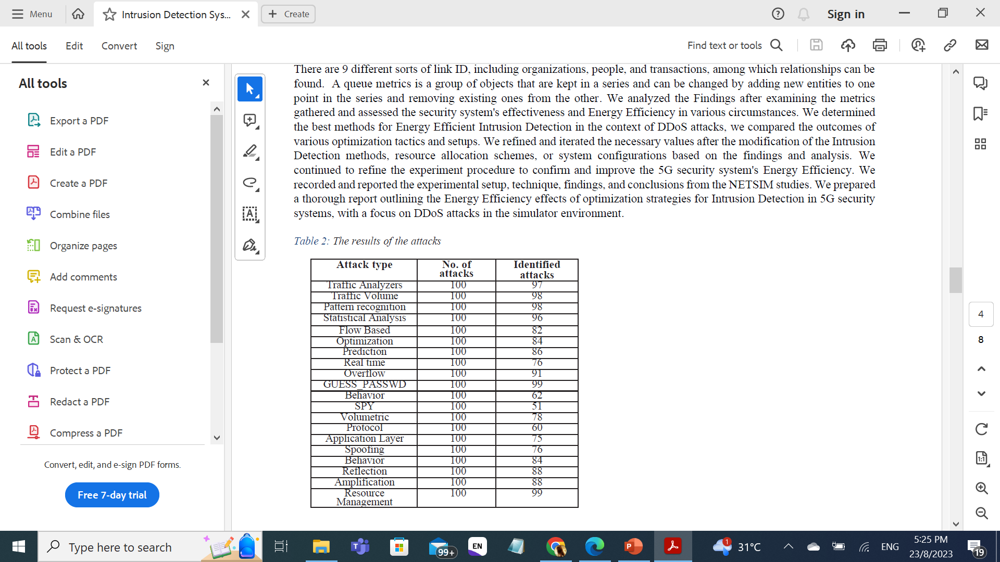 Menu
Intrusion Detection Sys...
Create
Sign in
All tools
Edit
Convert
Sign
Find text or tools
All tools
Export a PDF
Edit a PDF
Create a PDF
Combine files
Organize pages
Add comments
Request e-signatures
Scan & OCR
Protect a PDF
Redact a PDF
Compress a PDF
Convert, edit, and e-sign PDF forms.
Free 7-day trial
There are 9 different sorts of link ID, including organizations, people, and transactions, among which relationships can be
found. A queue metrics is a group of objects that are kept in a series and can be changed by adding new entities to one
point in the series and removing existing ones from the other. We analyzed the Findings after examining the metrics
gathered and assessed the security system's effectiveness and Energy Efficiency in various circumstances. We determined
the best methods for Energy Efficient Intrusion Detection in the context of DDoS attacks, we compared the outcomes of
various optimization tactics and setups. We refined and iterated the necessary values after the modification of the Intrusion
Detection methods, resource allocation schemes, or system configurations based on the findings and analysis. We
continued to refine the experiment procedure to confirm and improve the 5G security system's Energy Efficiency. We
recorded and reported the experimental setup, technique, findings, and conclusions from the NETSIM studies. We prepared
a thorough report outlining the Energy Efficiency effects of optimization strategies for Intrusion Detection in 5G security
systems, with a focus on DDoS attacks in the simulator environment.
Table 2: The results of the attacks
Attack type No. of attacks Identified attacks
Traffic Analyzers 100 97
Traffic Volume 100 98
Pattern recognition 100 98
Statistical Analysis 100 96
Flow Based 100 82
Optimization 100 84
Prediction 100 86
Real time 100 76
Overflow 100 91
GUESS_PASSWD 100 99
Behavior 100 62
SPY 100 51
Volumetric 100 78
Protocol 100 60
Application Layer 100 75
Spoofing 100 76
Behavior 100 84
Reflection 100 88
Amplification 100 88
Resource Management 100 99
4
8
1:1
Type here to search
99+
EN
1
31°C
ENG
5:25 PM
23/8/2023
19